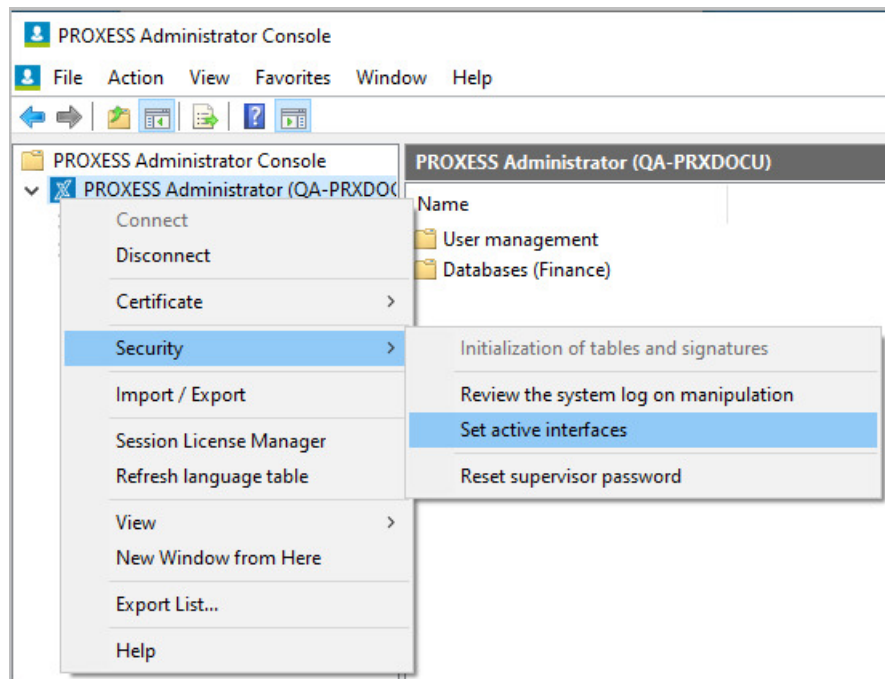 PROXESS Administrator Console
File Action View Favorites Window Help
PROXESS Administrator Console
PROXESS Administrator (QA-PRXDOC
PROXESS Administrator (QA-PRXDOCU)
Name
User management
Databases (Finance)
Connect
Disconnect
Certificate
Security
Import / Export
Session License Manager
Refresh language table
View
New Window from Here
Export List...
Help
Initialization of tables and signatures
Review the system log on manipulation
Set active interfaces
Reset supervisor password